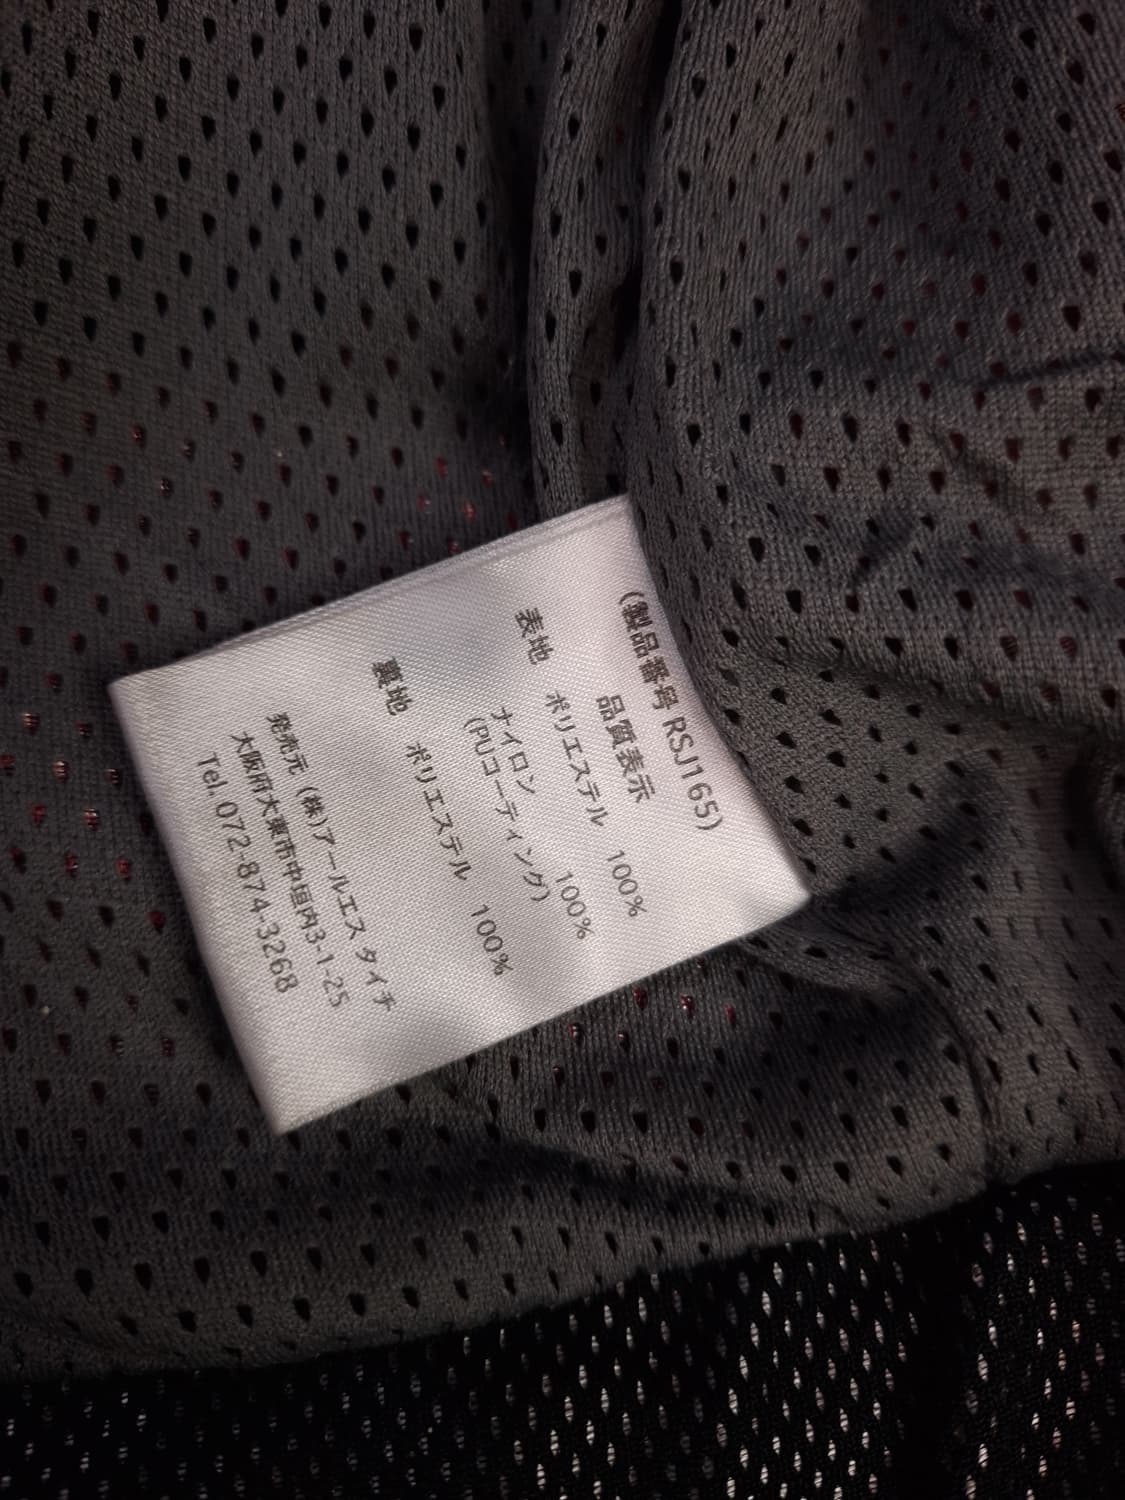 (製品番号 RSJ165)
品質表示
表地 ポリエステル 100%
ナイロン 100%
(PUコーティング)
裏地 ポリエステル 100%
発売元 (株)アールエス タイチ
大阪府大東市中垣内3-1-25
Tel. 072-874-3268